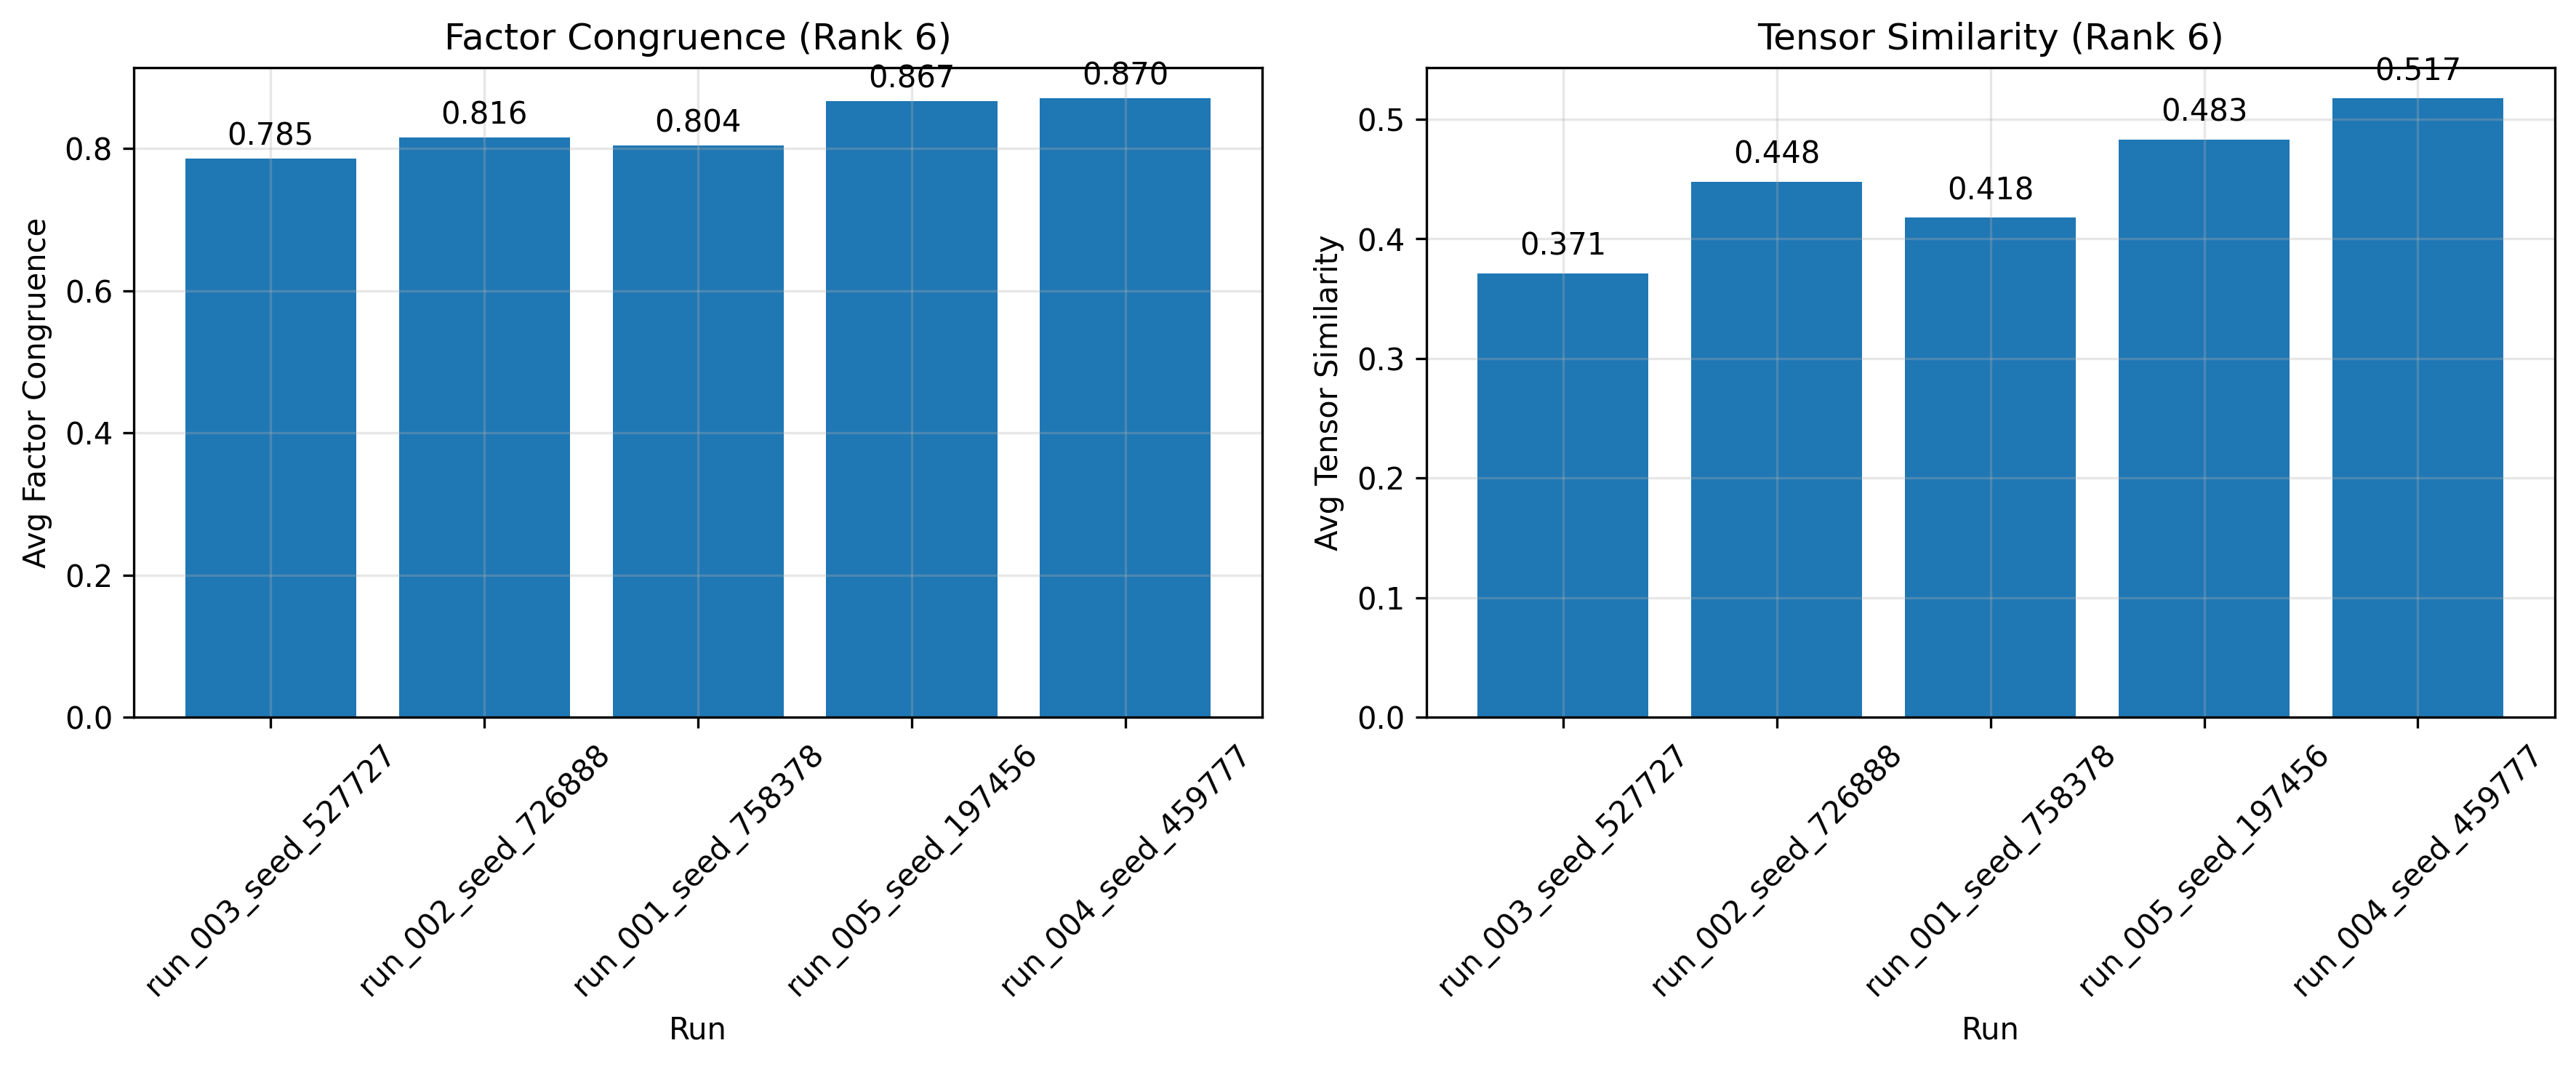 Factor Congruence (Rank 6)
0.785
0.816
0.804
0.867
0.870
0.8
0.6
0.4
0.2
0.0
Avg Factor Congruence
run_003_seed_527727
run_002_seed_726888
run_001_seed_758378
run_005_seed_197456
run_004_seed_459777
Run
Tensor Similarity (Rank 6)
0.371
0.448
0.418
0.483
0.517
0.5
0.4
0.3
0.2
0.1
0.0
Avg Tensor Similarity
run_003_seed_527727
run_002_seed_726888
run_001_seed_758378
run_005_seed_197456
run_004_seed_459777
Run